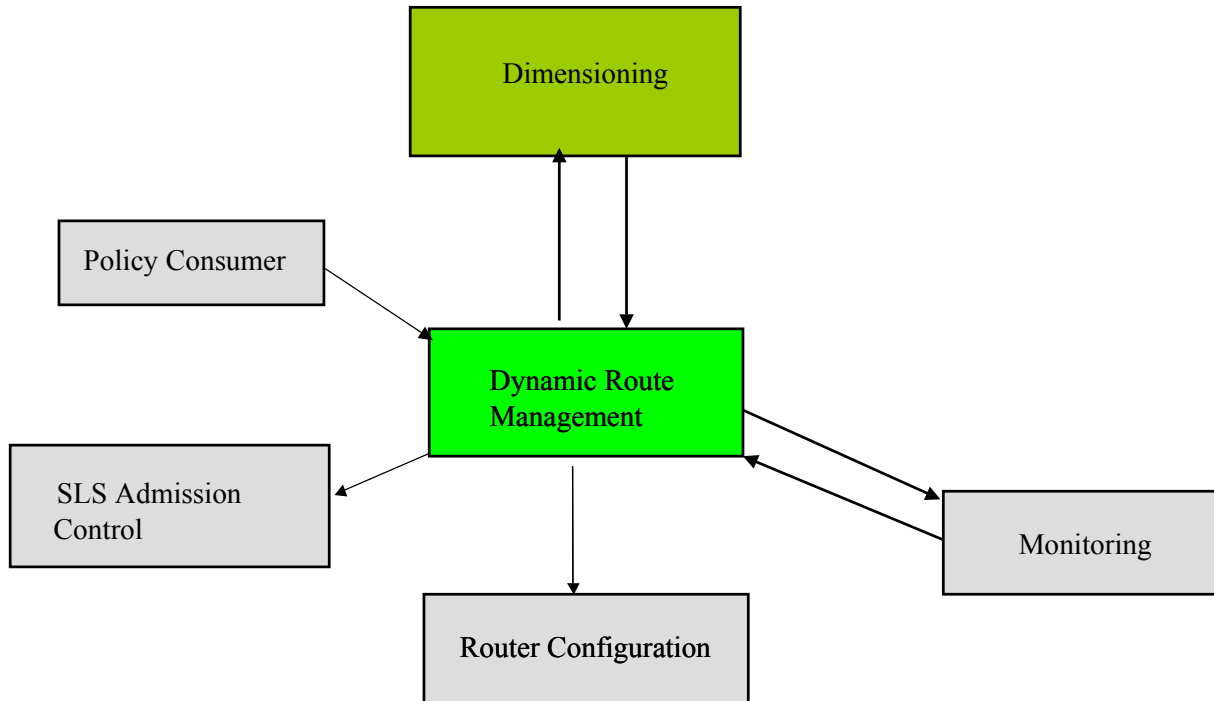 Dimensioning
Policy Consumer
Dynamic Route
Management
SLS Admission
Control
Monitoring
Router Configuration